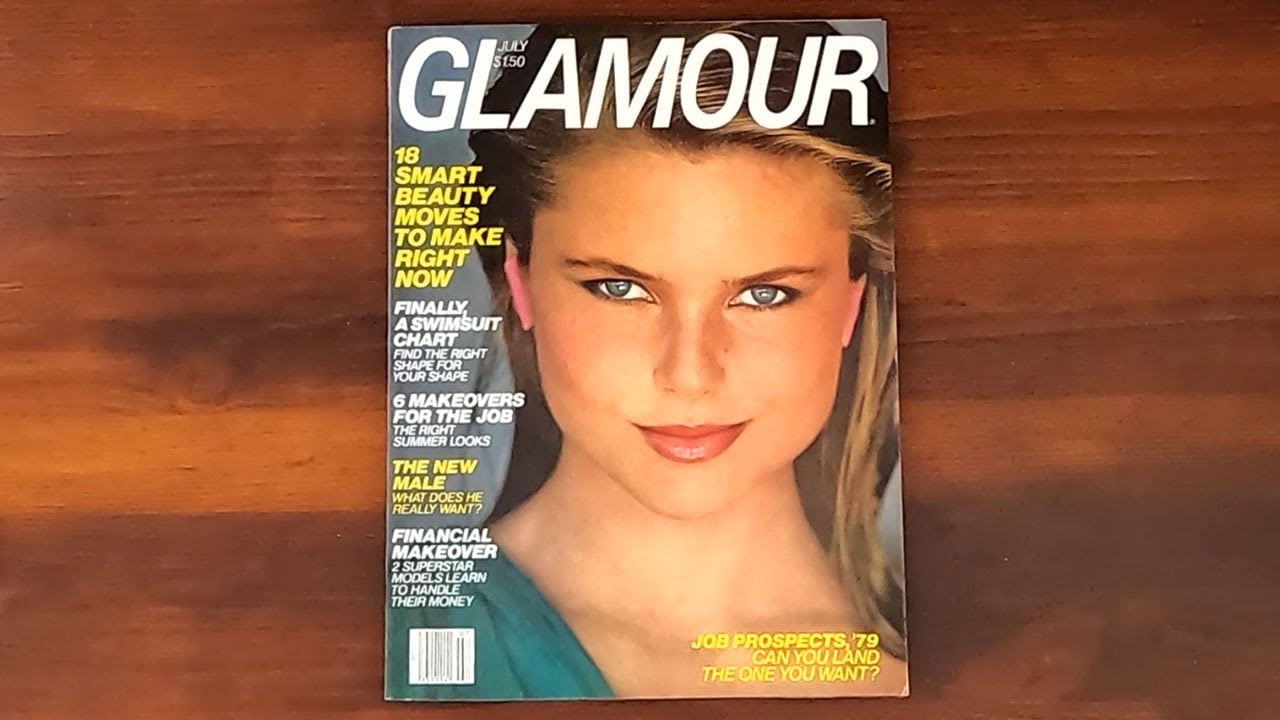 JULY
$1.50
GLAMOUR
18
SMART
BEAUTY
MOVES
TO MAKE
RIGHT
NOW
FINALLY,
A SWIMSUIT
CHART
FIND THE RIGHT
SHAPE FOR
YOUR SHAPE
6 MAKEOVERS
FOR THE JOB
THE RIGHT
SUMMER LOOKS
THE NEW
MALE
WHAT DOES HE
REALLY WANT?
FINANCIAL
MAKEOVER
2 SUPERSTAR
MODELS LEARN
TO HANDLE
THEIR MONEY
JOB PROSPECTS, '79
CAN YOU LAND
THE ONE YOU WANT?